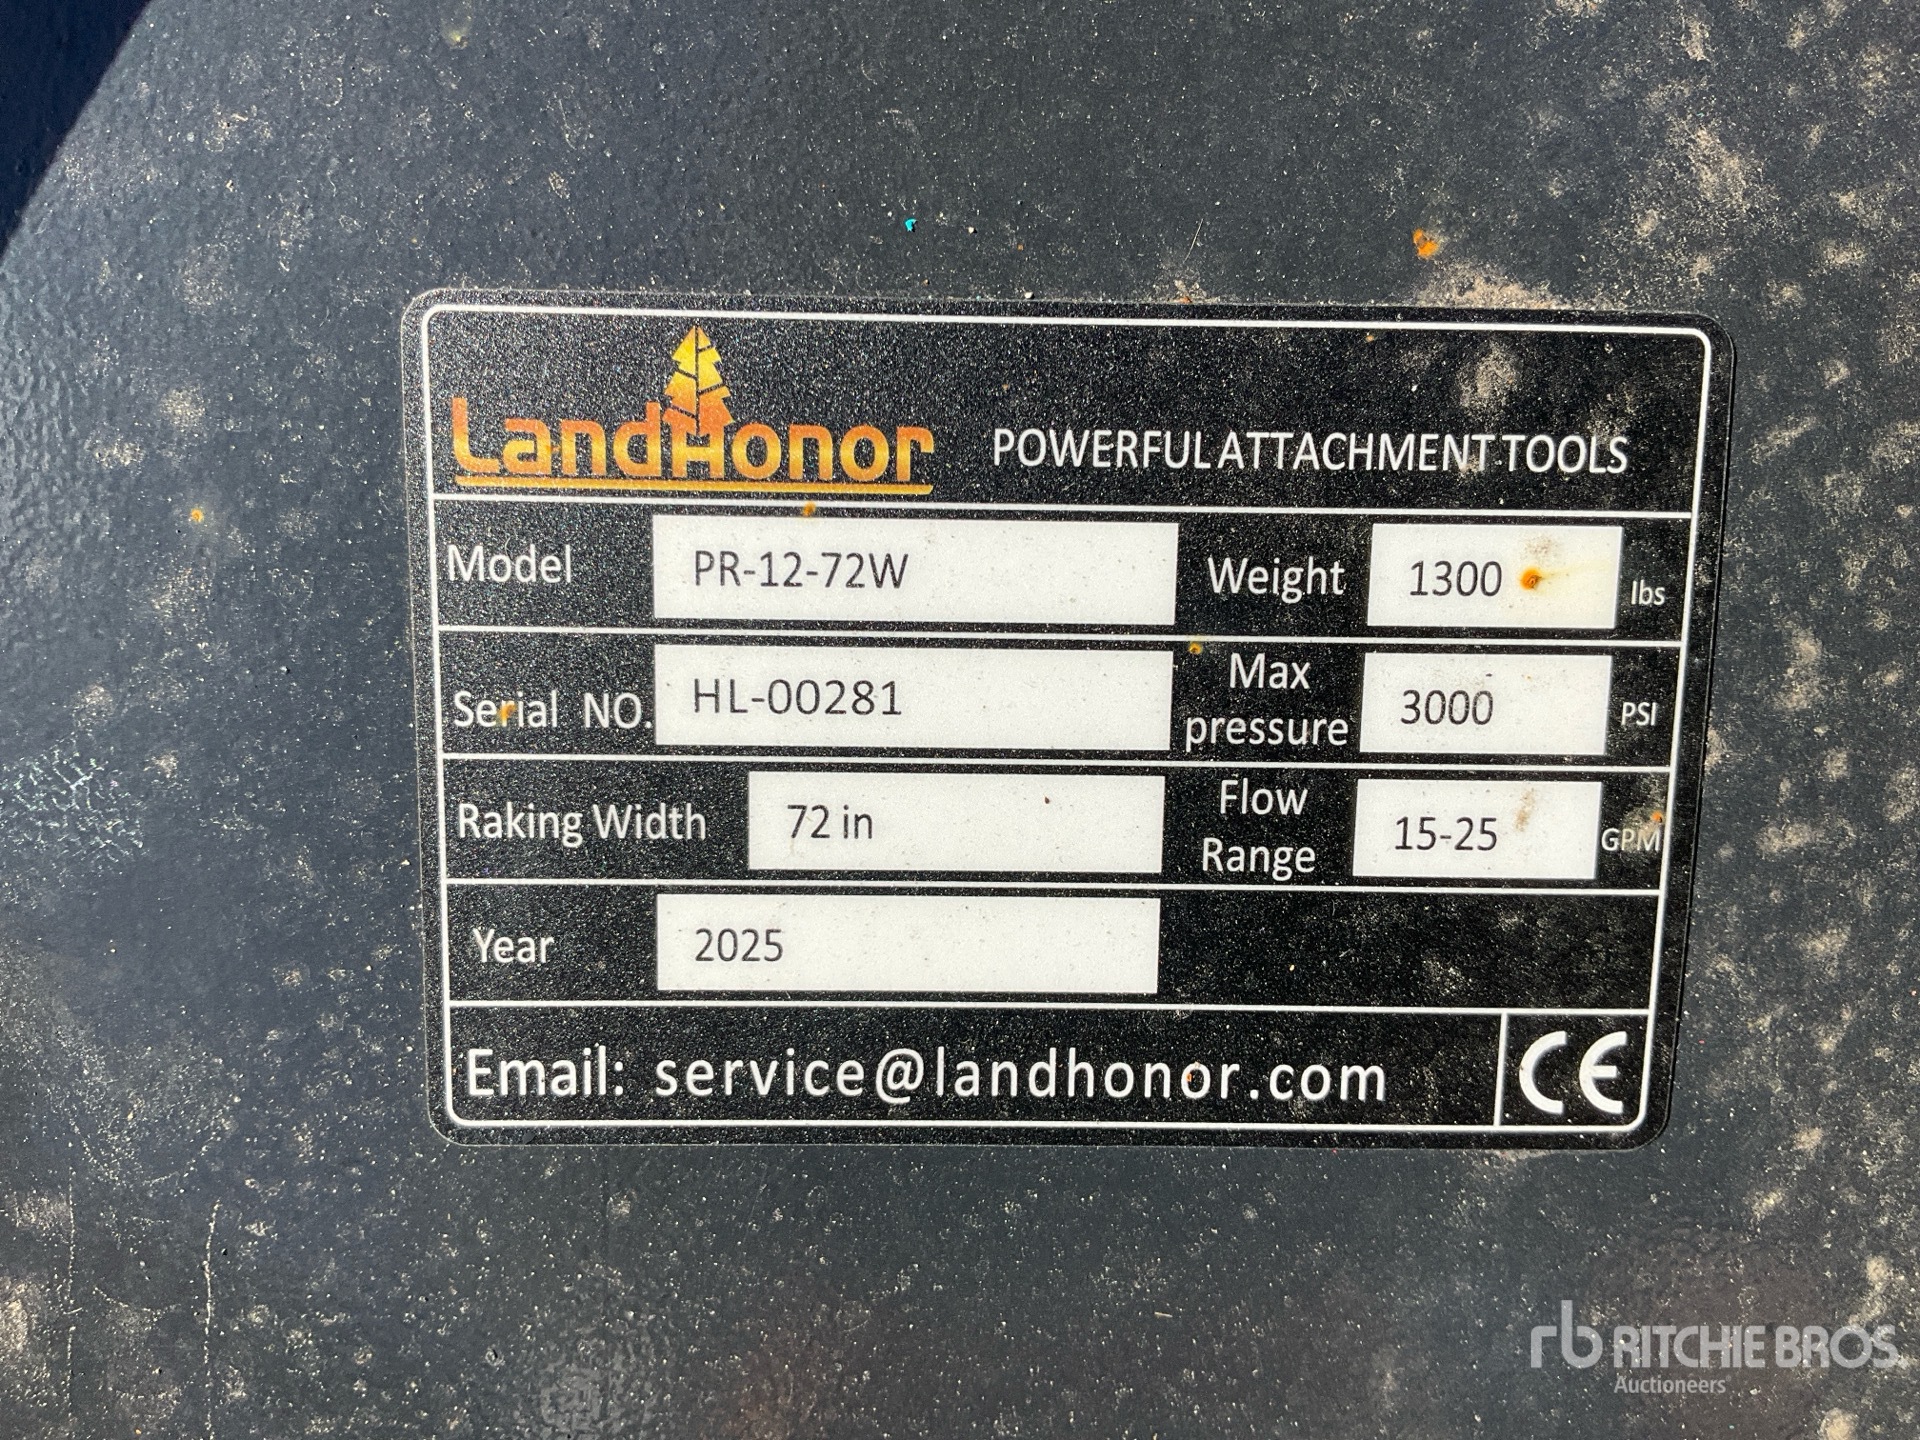 LandHonor POWERFUL ATTACHMENT TOOLS
Model PR-12-72W Weight 1300 lbs
Serial NO. HL-00281 Max pressure 3000 PSI
Raking Width 72 in Flow Range 15-25 GPM
Year 2025
Email: service@landhonor.com CE
rb RITCHIE BROS.
Auctioneers